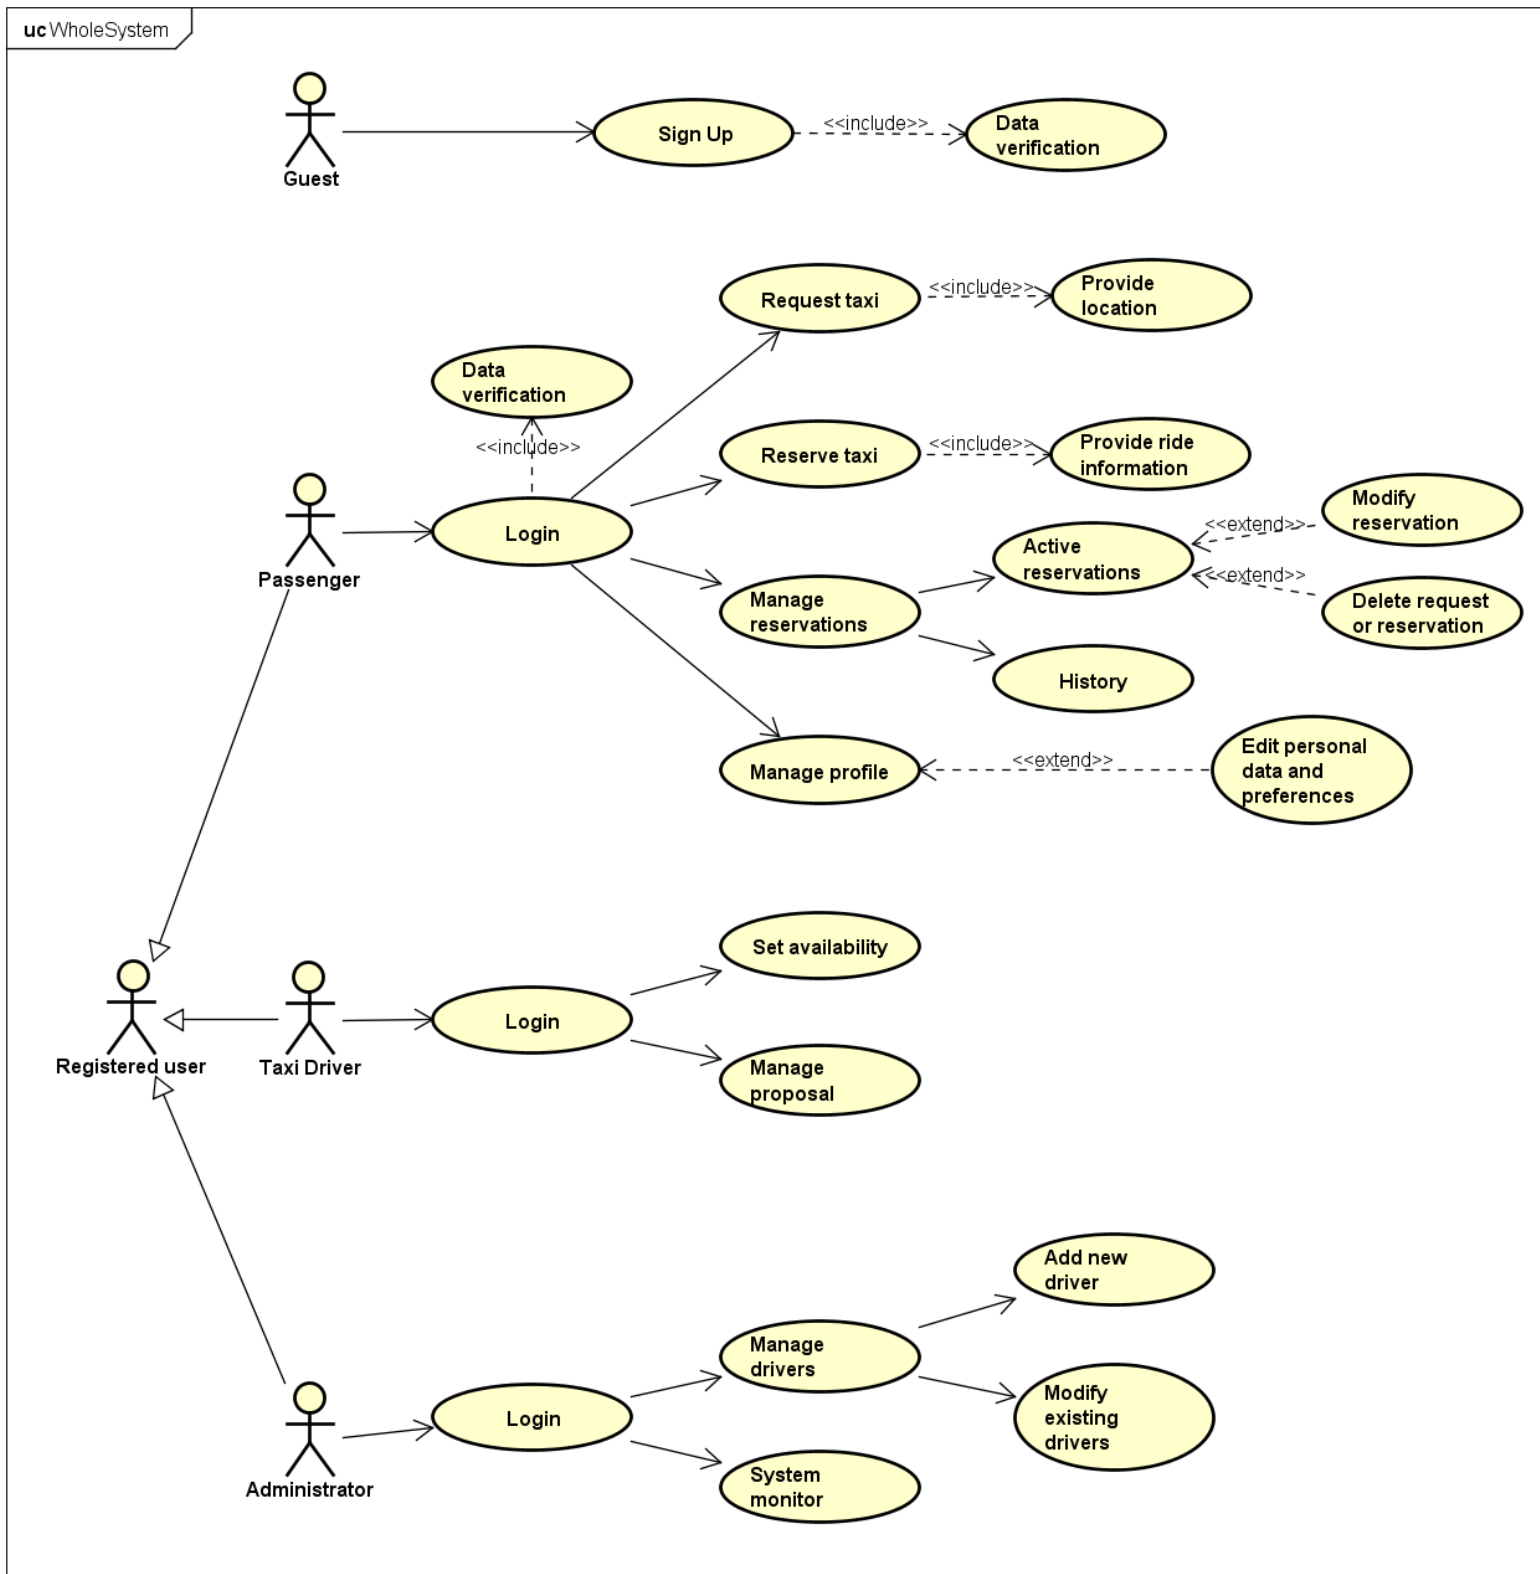 uc WholeSystem
Guest
Sign Up
<<include>>
Data
verification
Request taxi
<<include>>
Provide
location
Data
verification
<<include>>
Reserve taxi
<<include>>
Provide ride
information
Passenger
Login
Manage
reservations
Active
reservations
<<extend>>
Modify
reservation
<<extend>>
Delete request
or reservation
History
Manage profile
<<extend>>
Edit personal
data and
preferences
Registered user
Taxi Driver
Login
Set availability
Manage
proposal
Administrator
Login
Manage
drivers
Add new
driver
Modify
existing
drivers
System
monitor